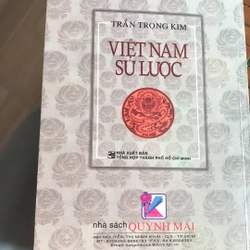 TRẦN TRỌNG KIM
VIỆT NAM
SỬ LƯỢC
NHÀ XUẤT BẢN
TỔNG HỢP THÀNH PHỐ HỒ CHÍ MINH
nhà sách QUỲNH MAI